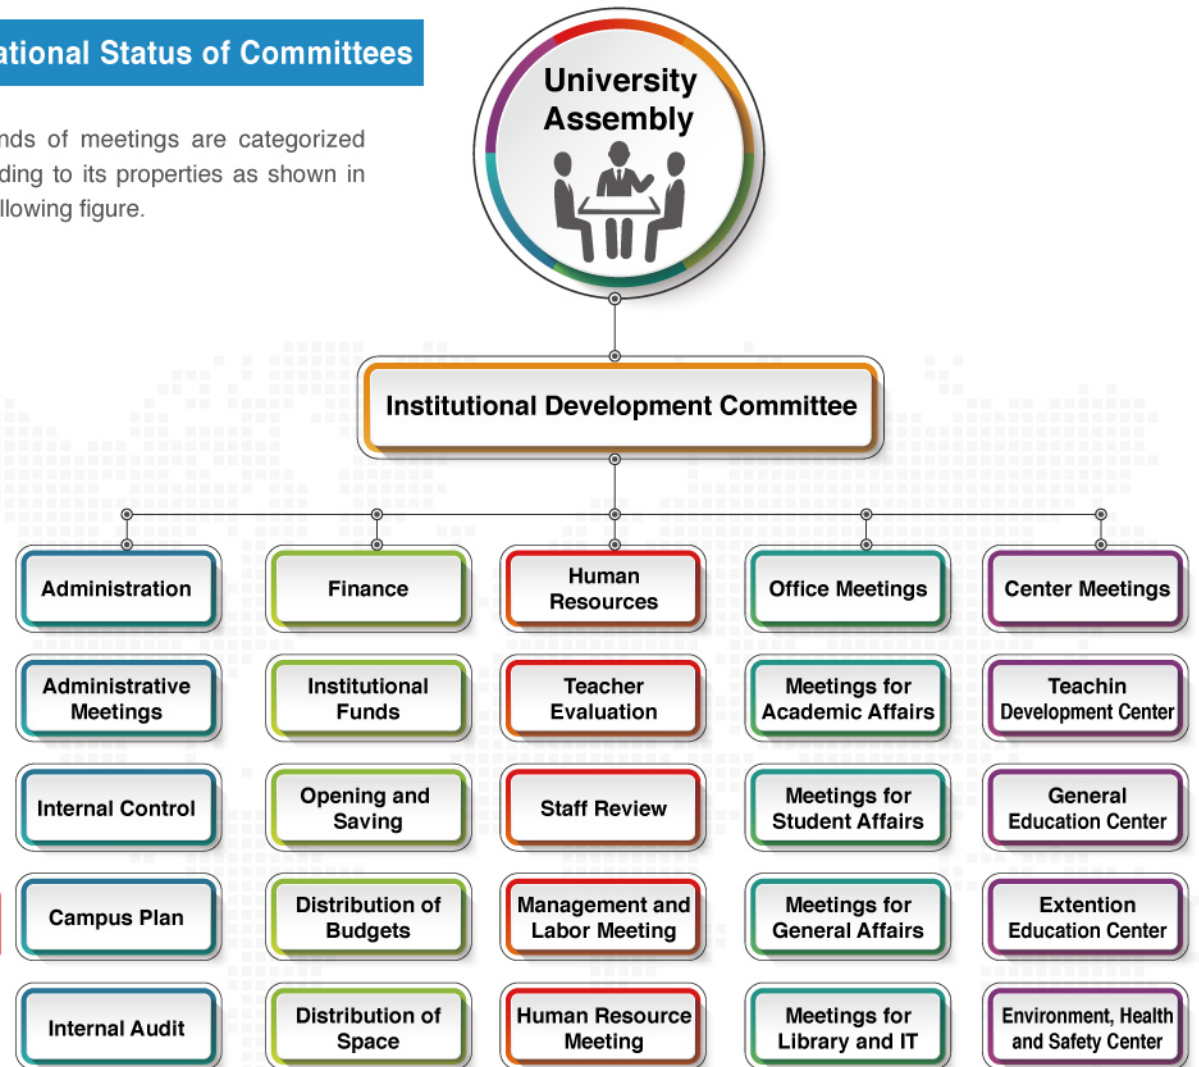 ational Status of Committees
nds of meetings are categorized
ding to its properties as shown in
llowing figure.
University
Assembly
Institutional Development Committee
Administration
Finance
Human
Resources
Office Meetings
Center Meetings
Administrative
Meetings
Institutional
Funds
Teacher
Evaluation
Meetings for
Academic Affairs
Teachin
Development Center
Internal Control
Opening and
Saving
Staff Review
Meetings for
Student Affairs
General
Education Center
Campus Plan
Distribution of
Budgets
Management and
Labor Meeting
Meetings for
General Affairs
Extention
Education Center
Internal Audit
Distribution of
Space
Human Resource
Meeting
Meetings for
Library and IT
Environment, Health
and Safety Center